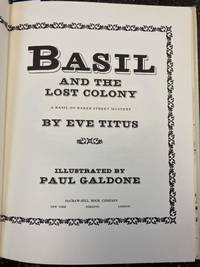 BASIL
AND THE
LOST COLONY
A BASIL OF BAKER STREET MYSTERY
BY EVE TITUS
ILLUSTRATED BY
PAUL GALDONE
McGRAW-HILL BOOK COMPANY
NEW YORK TORONTO LONDON